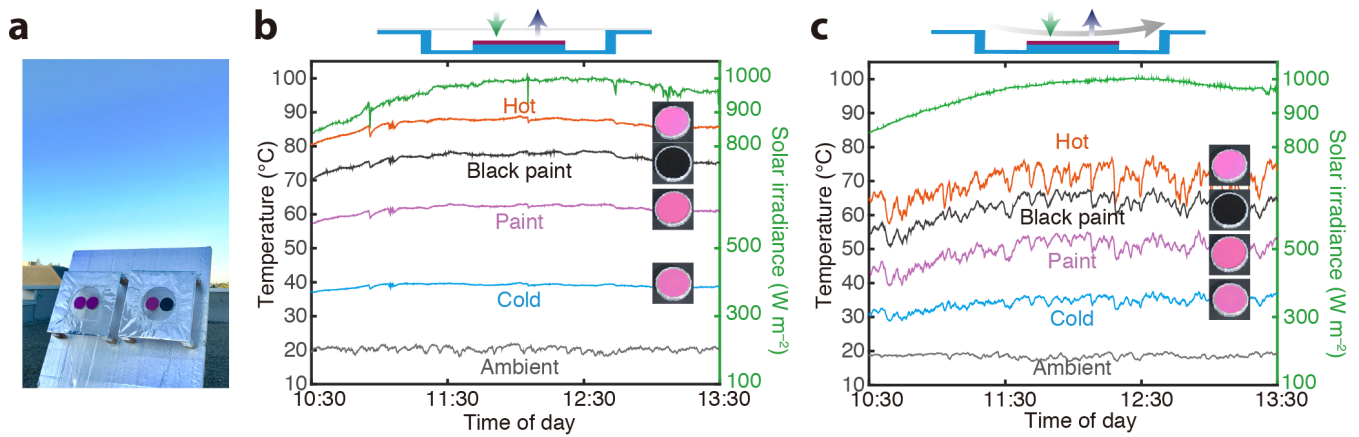 a
b
c
100
90
80
70
60
50
40
30
20
10
Temperature (°C)
Hot
Black paint
Paint
Cold
Ambient
1000
900
800
500
300
100
Solar irradiance (W m⁻²)
10:30
11:30
12:30
13:30
Time of day
100
90
80
70
60
50
40
30
20
10
Temperature (°C)
Hot
Black paint
Paint
Cold
Ambient
1000
900
800
500
300
100
Solar irradiance (W m⁻²)
10:30
11:30
12:30
13:30
Time of day